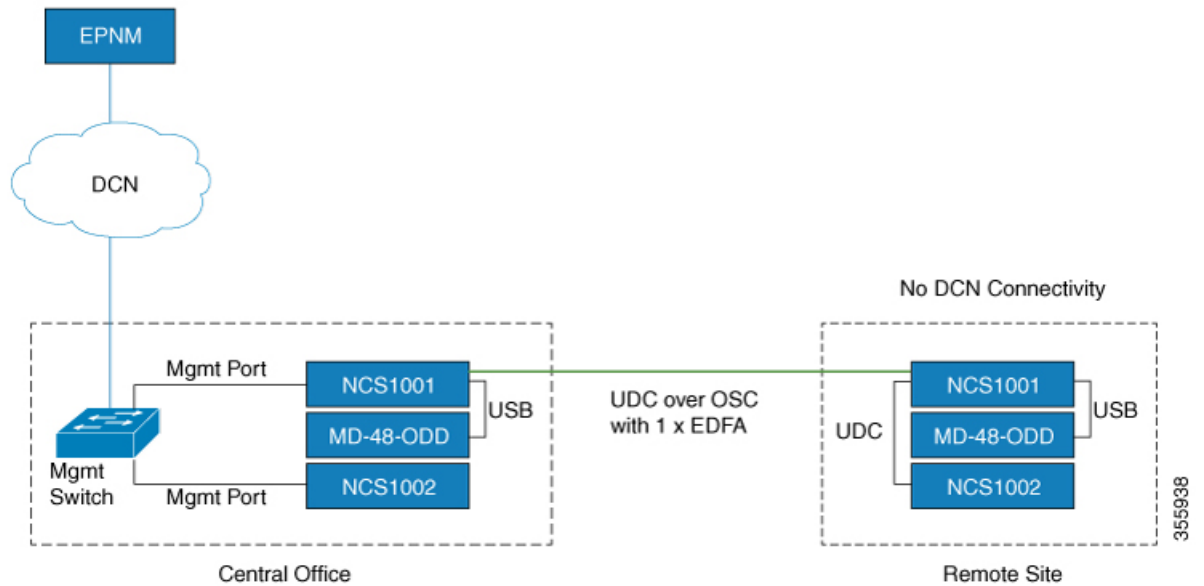 EPNM
DCN
No DCN Connectivity
Mgmt Port
NCS1001
MD-48-ODD
NCS1002
USB
Mgmt
Switch
Mgmt Port
UDC over OSC
with 1 x EDFA
UDC
NCS1001
MD-48-ODD
NCS1002
USB
355938
Central Office
Remote Site